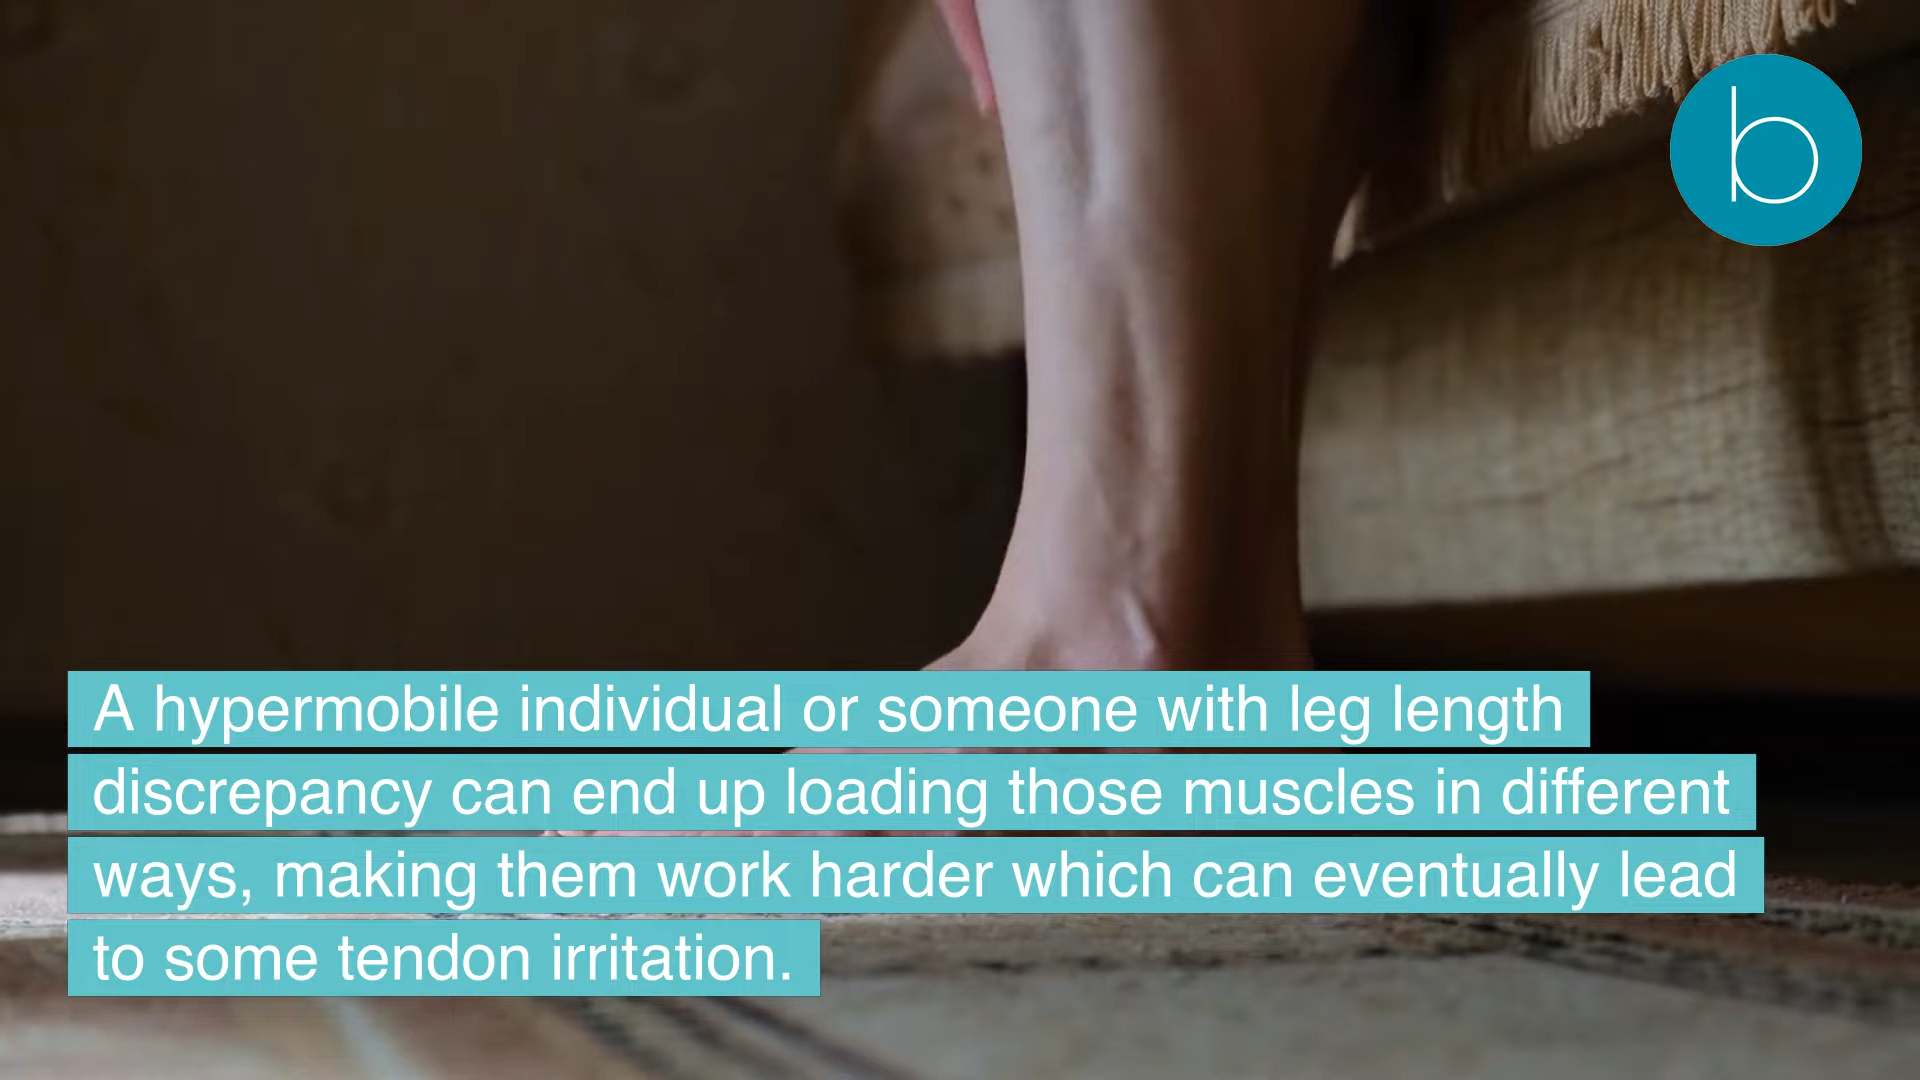 b
A hypermobile individual or someone with leg length
discrepancy can end up loading those muscles in different
ways, making them work harder which can eventually lead
to some tendon irritation.